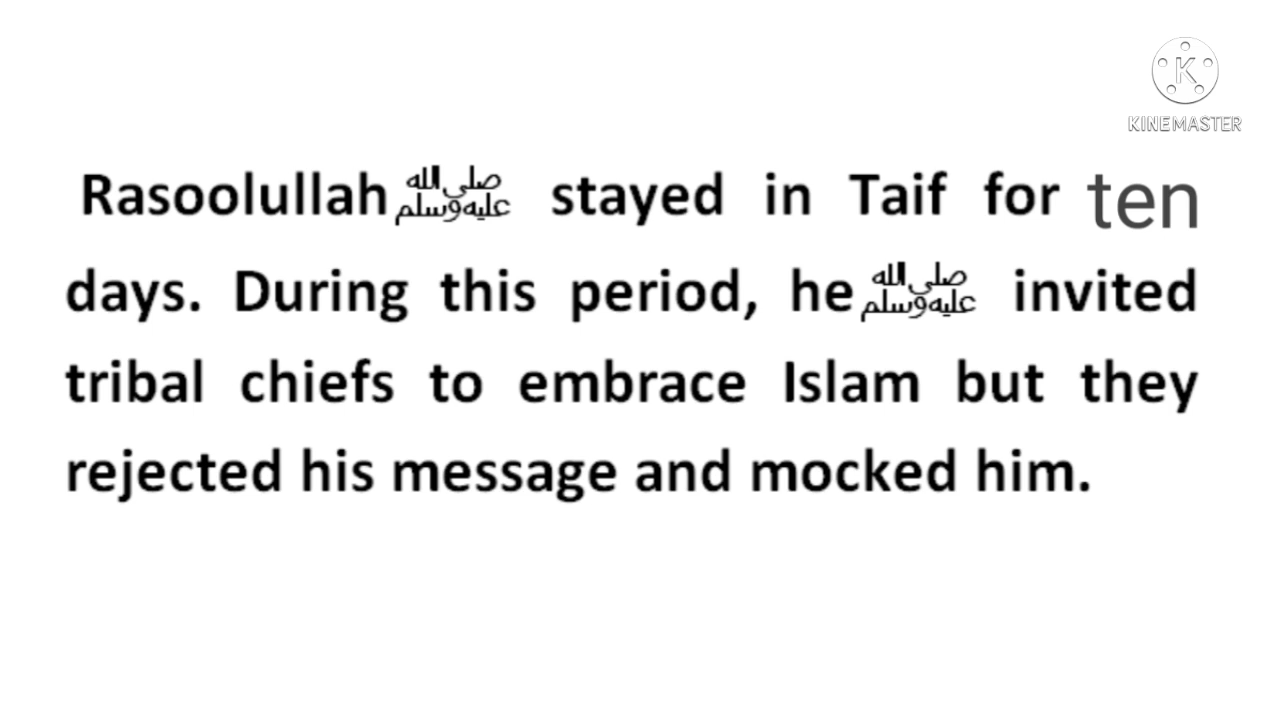 KINEMASTER
Rasoolullah ﷺ stayed in Taif for ten
days. During this period, he ﷺ invited
tribal chiefs to embrace Islam but they
rejected his message and mocked him.